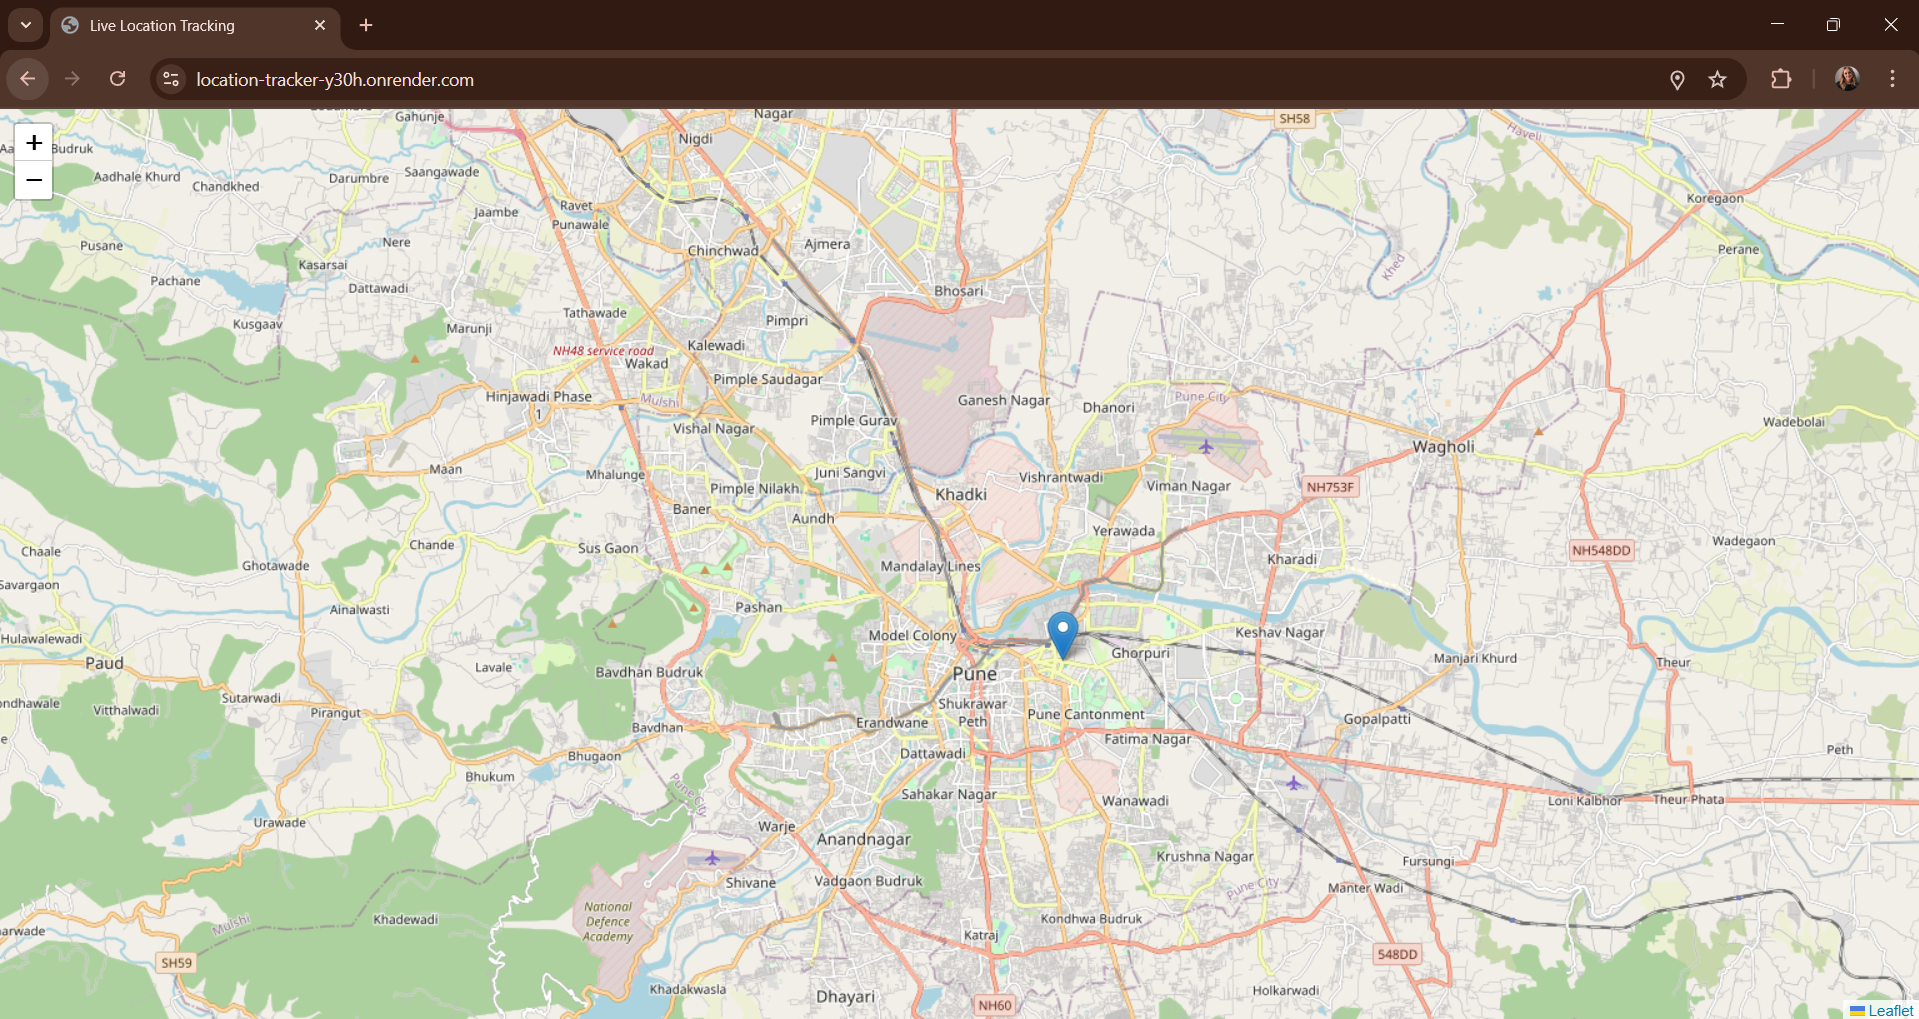 Live Location Tracking
location-tracker-y30h.onrender.com
+
−
Gahunje
Nagar
SH58
Nigdi
Haveli
Budruk
Aadhale Khurd
Chandkhed
Darumbre
Saangawade
Koregaon
Jaambe
Ravet
Punawale
Pusane
Nere
Chinchwad
Ajmera
Perane
Kasarsai
Khed
Pachane
Dattawadi
Bhosari
Kusgaav
Marunji
Tathawade
Pimpri
NH48 service road
Kalewadi
Wakad
Pimple Saudagar
Hinjawadi Phase
1
Mulshi
Ganesh Nagar
Dhanori
Pune City
Pimple Gurav
Vishal Nagar
Wadebolai
Wagholi
Maan
Mhalunge
Juni Sangvi
Vishrantwadi
Pimple Nilakh
Khadki
Viman Nagar
NH753F
Baner
Aundh
Yerawada
Chaale
Chande
Sus Gaon
Wadegaon
NH548DD
Ghotawade
Mandalay Lines
Kharadi
Savargaon
Ainalwasti
Pashan
Hulawalewadi
Model Colony
Keshav Nagar
Paud
Lavale
Bavdhan Budruk
Pune
Ghorpuri
Manjari Khurd
Theur
Sutarwadi
Vitthalwadi
Pirangut
Shukrawar
Peth
Pune Cantonment
Gopalpatti
Bavdhan
Erandwane
Fatima Nagar
Bhugaon
Dattawadi
Peth
Bhukum
Pune City
Sahakar Nagar
Wanawadi
Loni Kalbhor
Theur Phata
Urawade
Warje
Anandnagar
Krushna Nagar
Fursungi
Shivane
Vadgaon Budruk
Pune City
Manter Wadi
National
Defence
Academy
Khadewadi
Mulshi
Kondhwa Budruk
Katraj
SH59
548DD
Khadakwasla
Dhayari
NH60
Holkarwadi
Leaflet